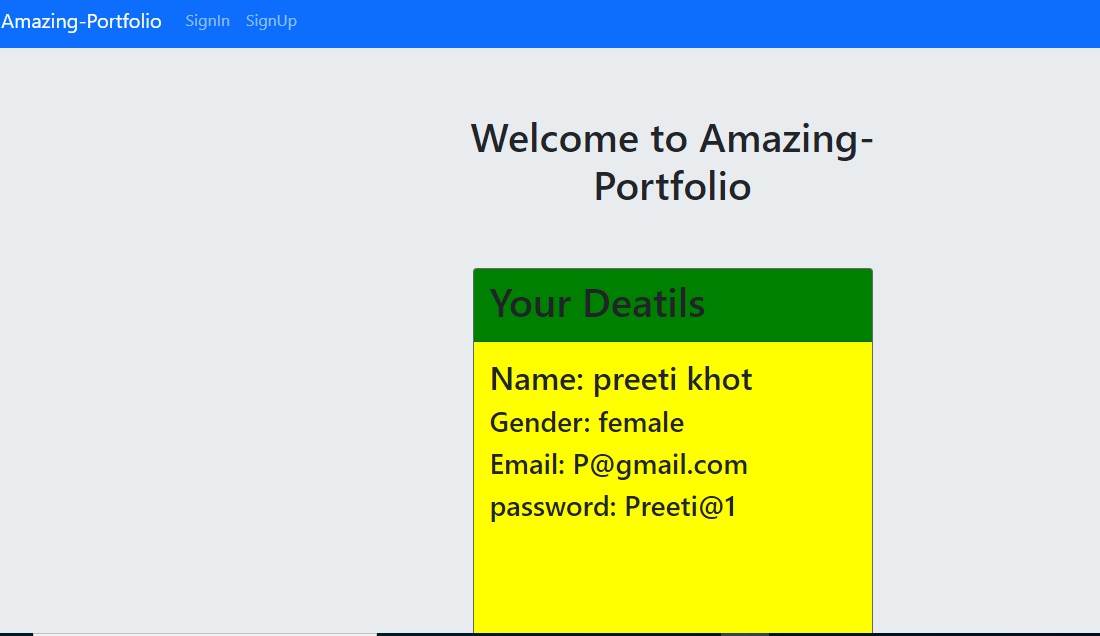 Amazing-Portfolio SignIn SignUp
Welcome to Amazing-
Portfolio
Your Deatils
Name: preeti khot
Gender: female
Email: P@gmail.com
password: Preeti@1